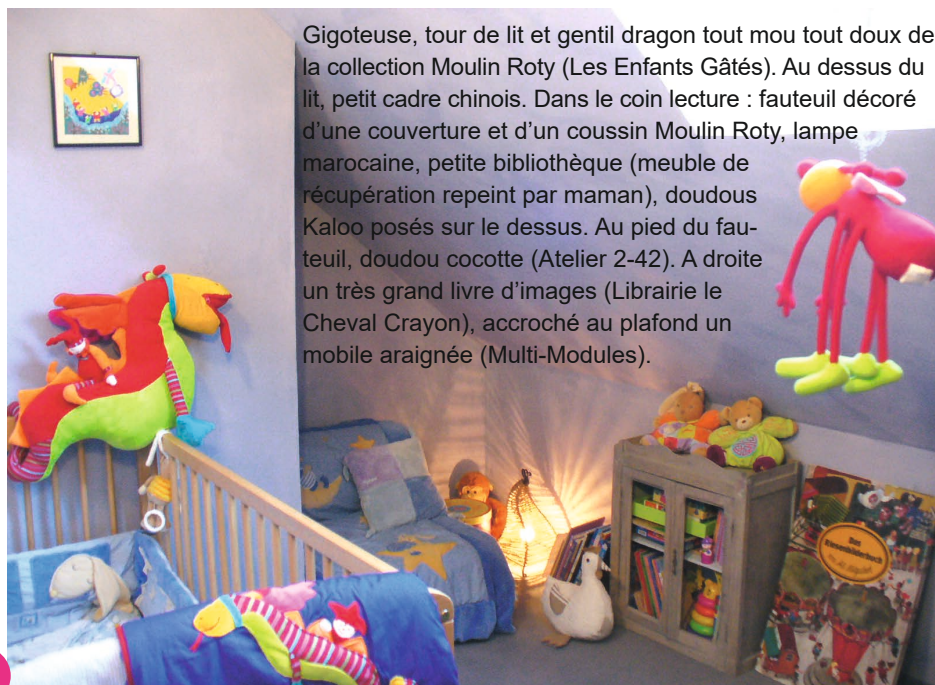 Gigoteuse, tour de lit et gentil dragon tout mou tout doux de
la collection Moulin Roty (Les Enfants Gâtés). Au dessus du
lit, petit cadre chinois. Dans le coin lecture : fauteuil décoré
d'une couverture et d'un coussin Moulin Roty, lampe
marocaine, petite bibliothèque (meuble de
récupération repeint par maman), doudous
Kaloo posés sur le dessus. Au pied du fau-
teuil, doudou cocotte (Atelier 2-42). A droite
un très grand livre d'images (Librairie le
Cheval Crayon), accroché au plafond un
mobile araignée (Multi-Modules).
Das
Riesenbilderbuch